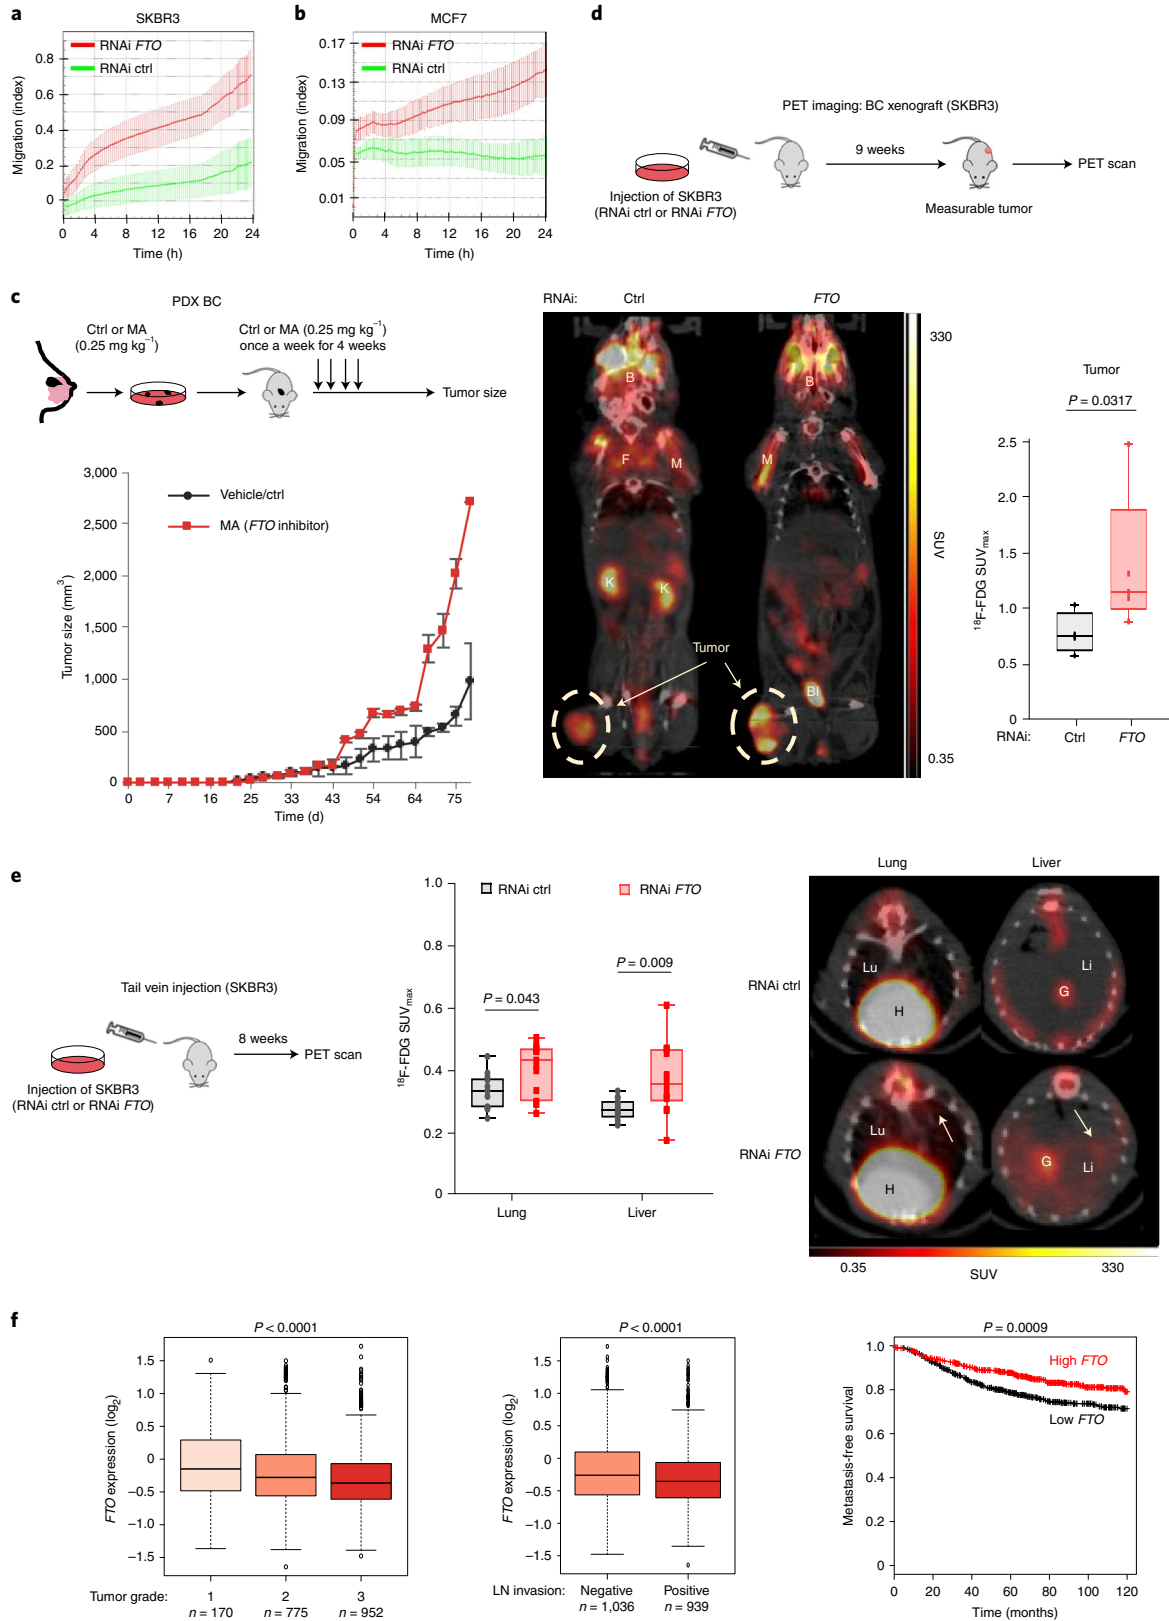 a
SKBR3
RNAi FTO
RNAi ctrl
Migration (index)
0.8
0.6
0.4
0.2
0
0 4 8 12 16 20 24
Time (h)
b
MCF7
RNAi FTO
RNAi ctrl
Migration (index)
0.17
0.13
0.09
0.05
0.01
0 4 8 12 16 20 24
Time (h)
d
PET imaging: BC xenograft (SKBR3)
9 weeks
PET scan
Injection of SKBR3
(RNAi ctrl or RNAi FTO)
Measurable tumor
c
PDX BC
Ctrl or MA
(0.25 mg kg⁻¹)
Ctrl or MA (0.25 mg kg⁻¹)
once a week for 4 weeks
Tumor size
Vehicle/ctrl
MA (FTO inhibitor)
Tumor size (mm³)
3,000
2,500
2,000
1,500
1,000
500
0
0 7 16 25 33 43 54 64 75
Time (d)
RNAi: Ctrl FTO
B
B
F
M
M
K
K
Tumor
Bl
330
SUV
0.35
Tumor
P = 0.0317
¹⁸F-FDG SUVmax
2.5
2.0
1.5
1.0
0.5
0
RNAi: Ctrl FTO
e
Tail vein injection (SKBR3)
8 weeks
PET scan
Injection of SKBR3
(RNAi ctrl or RNAi FTO)
RNAi ctrl
RNAi FTO
¹⁸F-FDG SUVmax
1.0
0.8
0.6
0.4
0.2
0
P = 0.043
P = 0.009
Lung Liver
Lung Liver
RNAi ctrl
Lu
H
Li
G
RNAi FTO
Lu
H
G
Li
0.35 SUV 330
f
P < 0.0001
FTO expression (log₂)
1.5
1.0
0.5
0
−0.5
−1.0
−1.5
Tumor grade: 1 2 3
n = 170 n = 775 n = 952
P < 0.0001
FTO expression (log₂)
1.5
1.0
0.5
0
−0.5
−1.0
−1.5
LN invasion: Negative Positive
n = 1,036 n = 939
P = 0.0009
High FTO
Low FTO
Metastasis-free survival
1.0
0.8
0.6
0.4
0.2
0
0 20 40 60 80 100 120
Time (months)